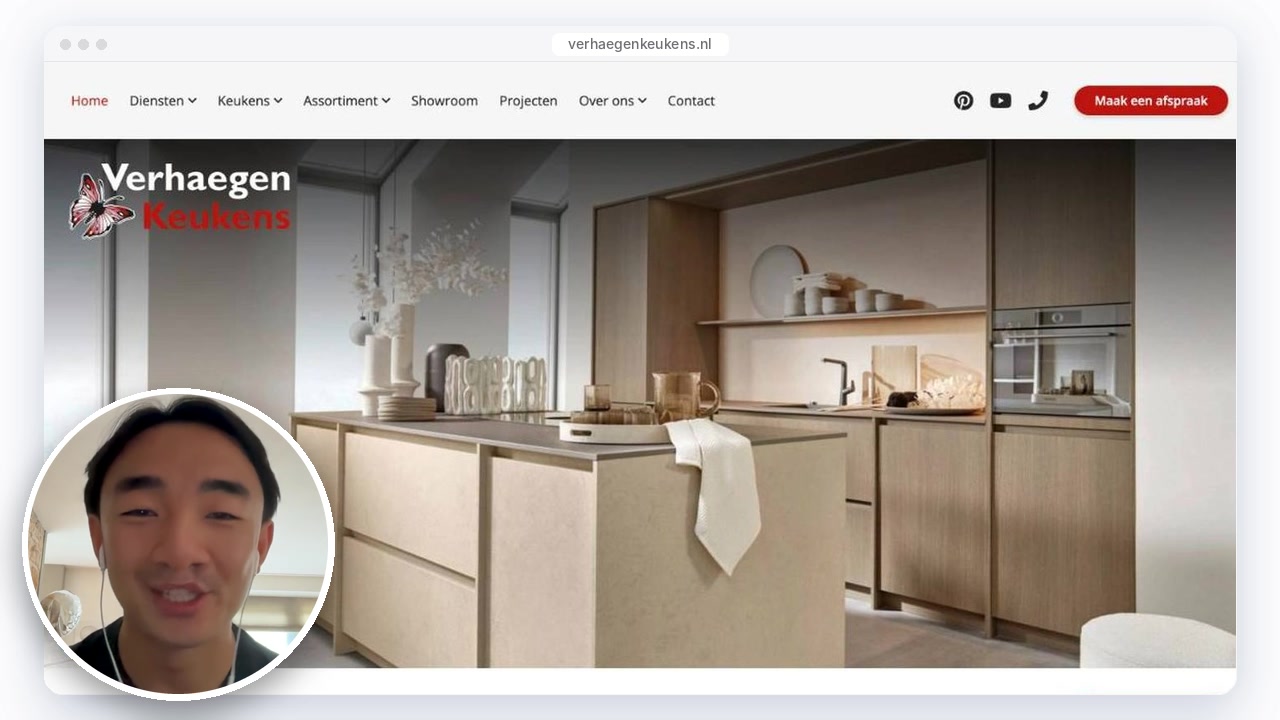 verhaegenkeukens.nl
Home Diensten Keukens Assortiment Showroom Projecten Over ons Contact Maak een afspraak
Verhaegen
Keukens